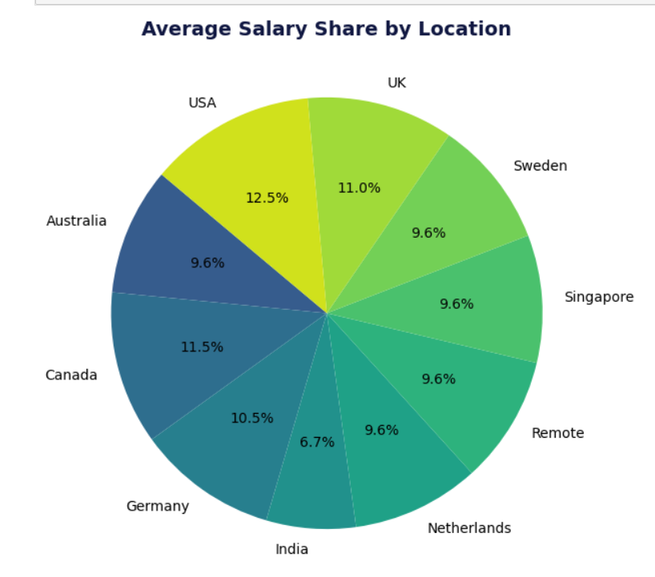 Average Salary Share by Location
UK
USA
Sweden
11.0%
12.5%
Australia
9.6%
9.6%
Singapore
9.6%
11.5%
Canada
9.6%
10.5%
9.6%
6.7%
Remote
Germany
Netherlands
India